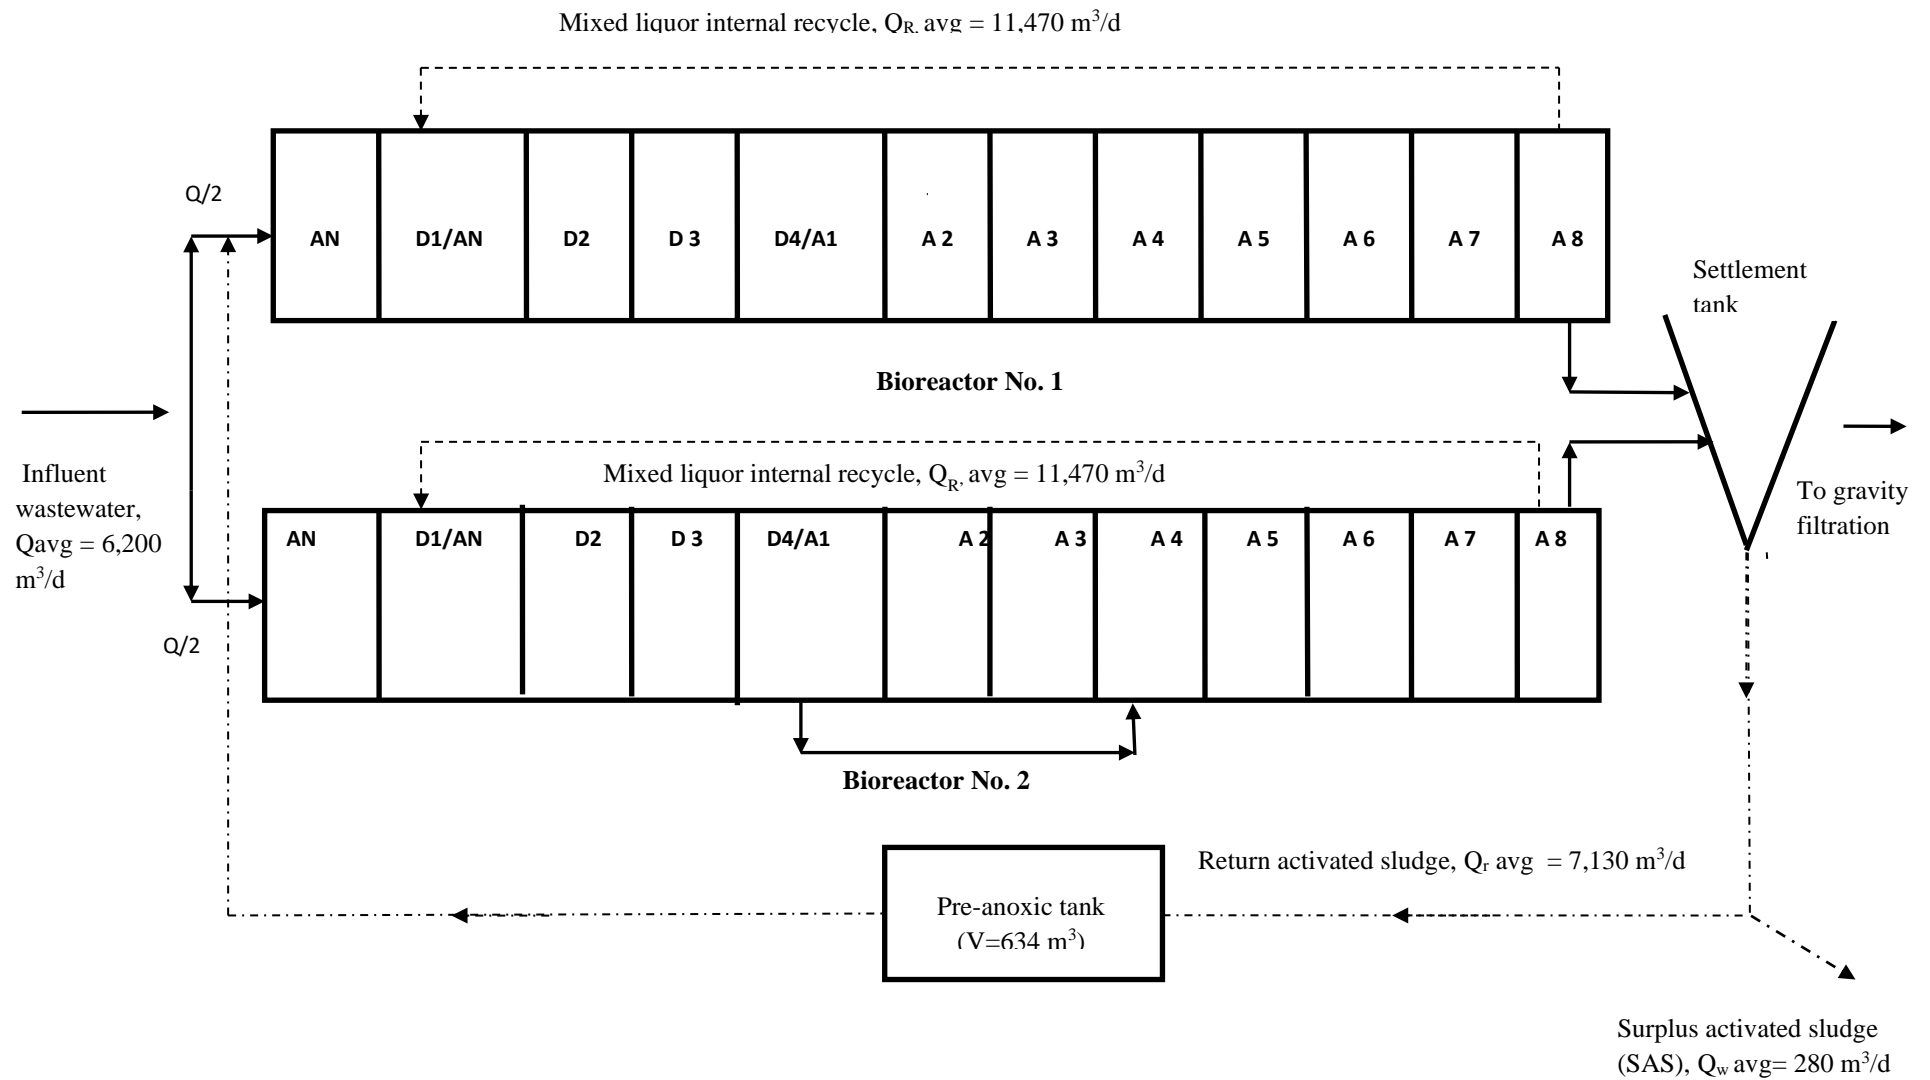 Mixed liquor internal recycle, QR, avg = 11,470 m³/d
Q/2
AN D1/AN D2 D 3 D4/A1 A 2 A 3 A 4 A 5 A 6 A 7 A 8
Settlement
tank
Bioreactor No. 1
Influent
wastewater,
Qavg = 6,200
m³/d
Mixed liquor internal recycle, QR, avg = 11,470 m³/d
To gravity
filtration
AN D1/AN D2 D 3 D4/A1 A 2 A 3 A 4 A 5 A 6 A 7 A 8
Q/2
Bioreactor No. 2
Return activated sludge, Qr avg = 7,130 m³/d
Pre-anoxic tank
(V=634 m³)
Surplus activated sludge
(SAS), Qw avg= 280 m³/d